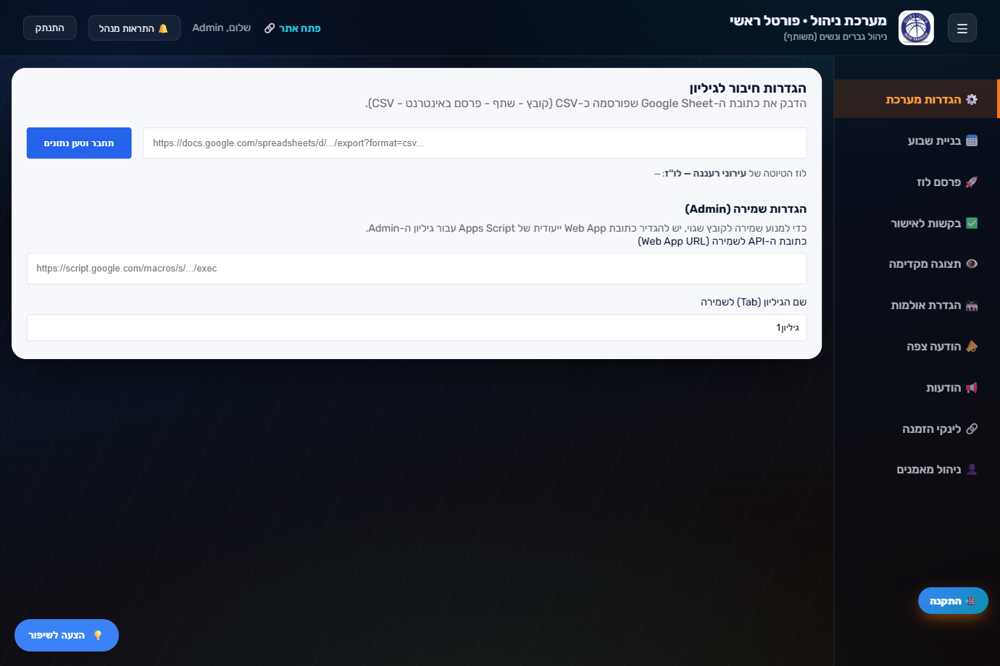 ☰
מערכת ניהול • פורטל ראשי
ניהול גברים ונשים (משותף)
פתח אתר 🔗
שלום, Admin
🔔 התראות מנהל
התנתק
⚙️ הגדרות מערכת
📅 בניית שבוע
🚀 פרסם לוז
✅ בקשות לאישור
👁️ תצוגה מקדימה
🏟️ הגדרת אולמות
📣 הודעה צפה
📢 הודעות
🔗 לינקי הזמנה
👤 ניהול מאמנים
📲 התקנה
הגדרות חיבור לגיליון
הדבק את כתובת ה-Google Sheet שפורסמה כ-CSV (קובץ - שתף - פרסם באינטרנט - CSV).
https://docs.google.com/spreadsheets/d/.../export?format=csv...
תחבר וטען נתונים
לוז הטיוטה של עירוני רעננה — לו"ז: —
הגדרות שמירה (Admin)
כדי למנוע שמירה לקובץ שגוי, יש להגדיר כתובת Web App ייעודית של Apps Script עבור גיליון ה-Admin.
כתובת ה-API לשמירה (Web App URL)
https://script.google.com/macros/s/.../exec
שם הגיליון (Tab) לשמירה
גיליון1
💡 הצעה לשיפור